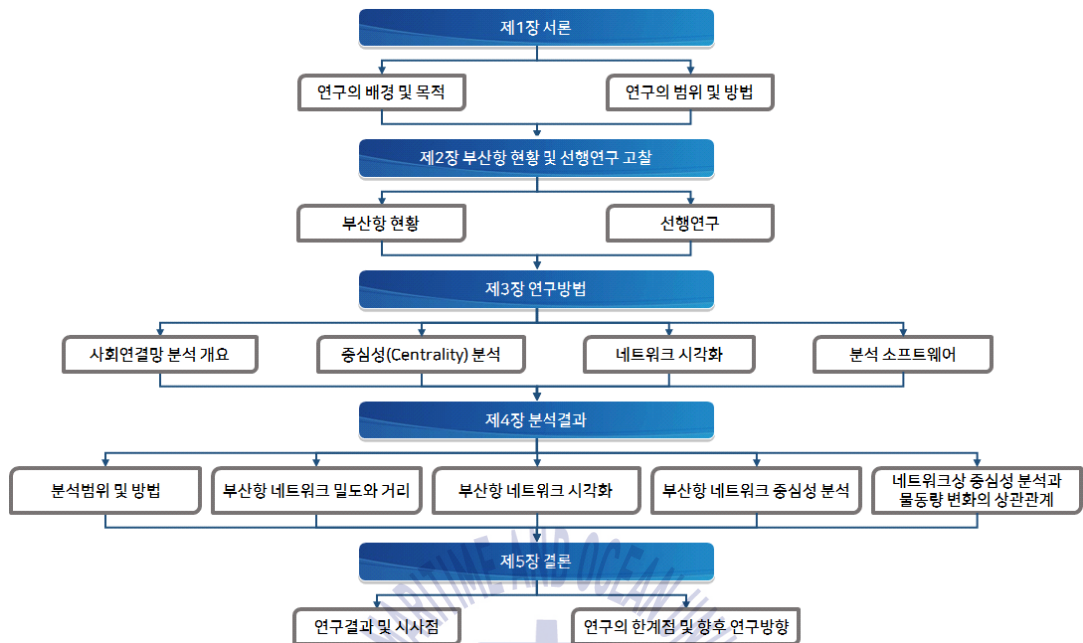 제1장 서론
연구의 배경 및 목적
연구의 범위 및 방법
제2장 부산항 현황 및 선행연구 고찰
부산항 현황
선행연구
제3장 연구방법
사회연결망 분석 개요
중심성(Centrality) 분석
네트워크 시각화
분석 소프트웨어
제4장 분석결과
분석범위 및 방법
부산항 네트워크 밀도와 거리
부산항 네트워크 시각화
부산항 네트워크 중심성 분석
네트워크상 중심성 분석과
물동량 변화의 상관관계
제5장 결론
연구결과 및 시사점
연구의 한계점 및 향후 연구방향
MARITIME AND OCEAN